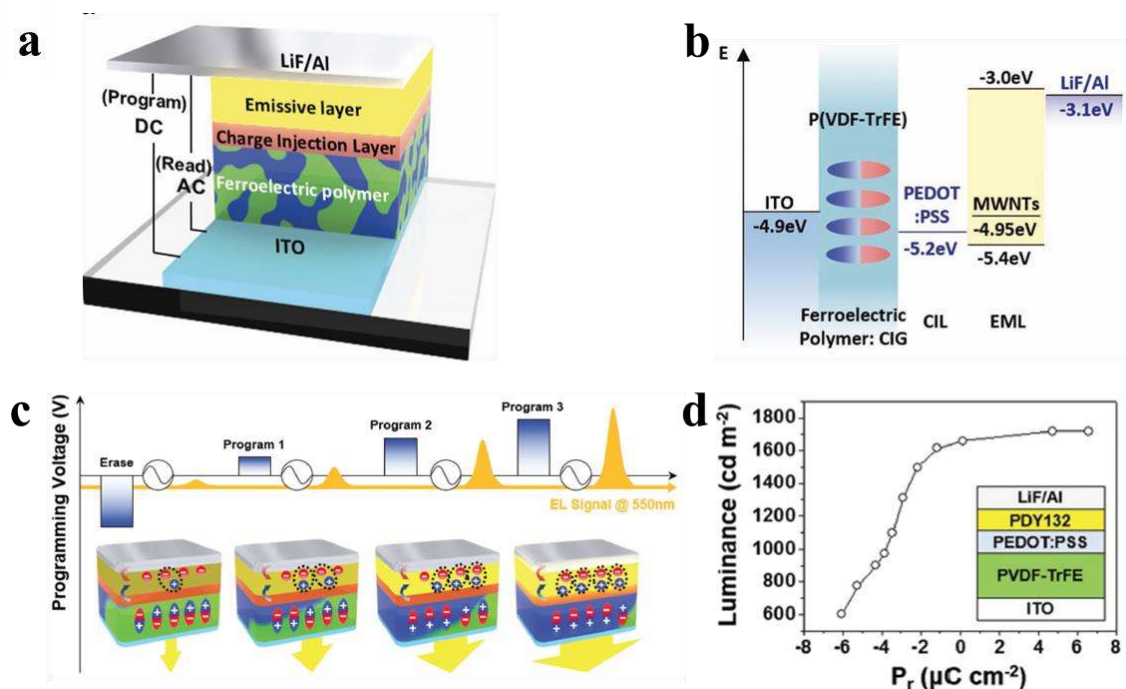 a
LiF/Al
(Program)
DC
(Read)
AC
Emissive layer
Charge Injection Layer
Ferroelectric polymer
ITO
b
E
-3.0eV
LiF/Al
-3.1eV
P(VDF-TrFE)
ITO
-4.9eV
PEDOT
:PSS
-5.2eV
MWNTs
-4.95eV
-5.4eV
Ferroelectric
Polymer: CIG
CIL
EML
c
Programming Voltage (V)
Erase
Program 1
Program 2
Program 3
EL Signal @ 550nm
d
Luminance (cd m-2)
1800
1600
1400
1200
1000
800
600
LiF/Al
PDY132
PEDOT:PSS
PVDF-TrFE
ITO
-8 -6 -4 -2 0 2 4 6 8
Pr (µC cm-2)